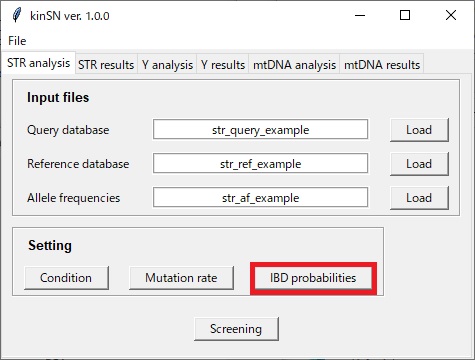 kinSN ver. 1.0.0
File
STR analysis STR results Y analysis Y results mtDNA analysis mtDNA results
Input files
Query database str_query_example Load
Reference database str_ref_example Load
Allele frequencies str_af_example Load
Setting
Condition Mutation rate IBD probabilities
Screening